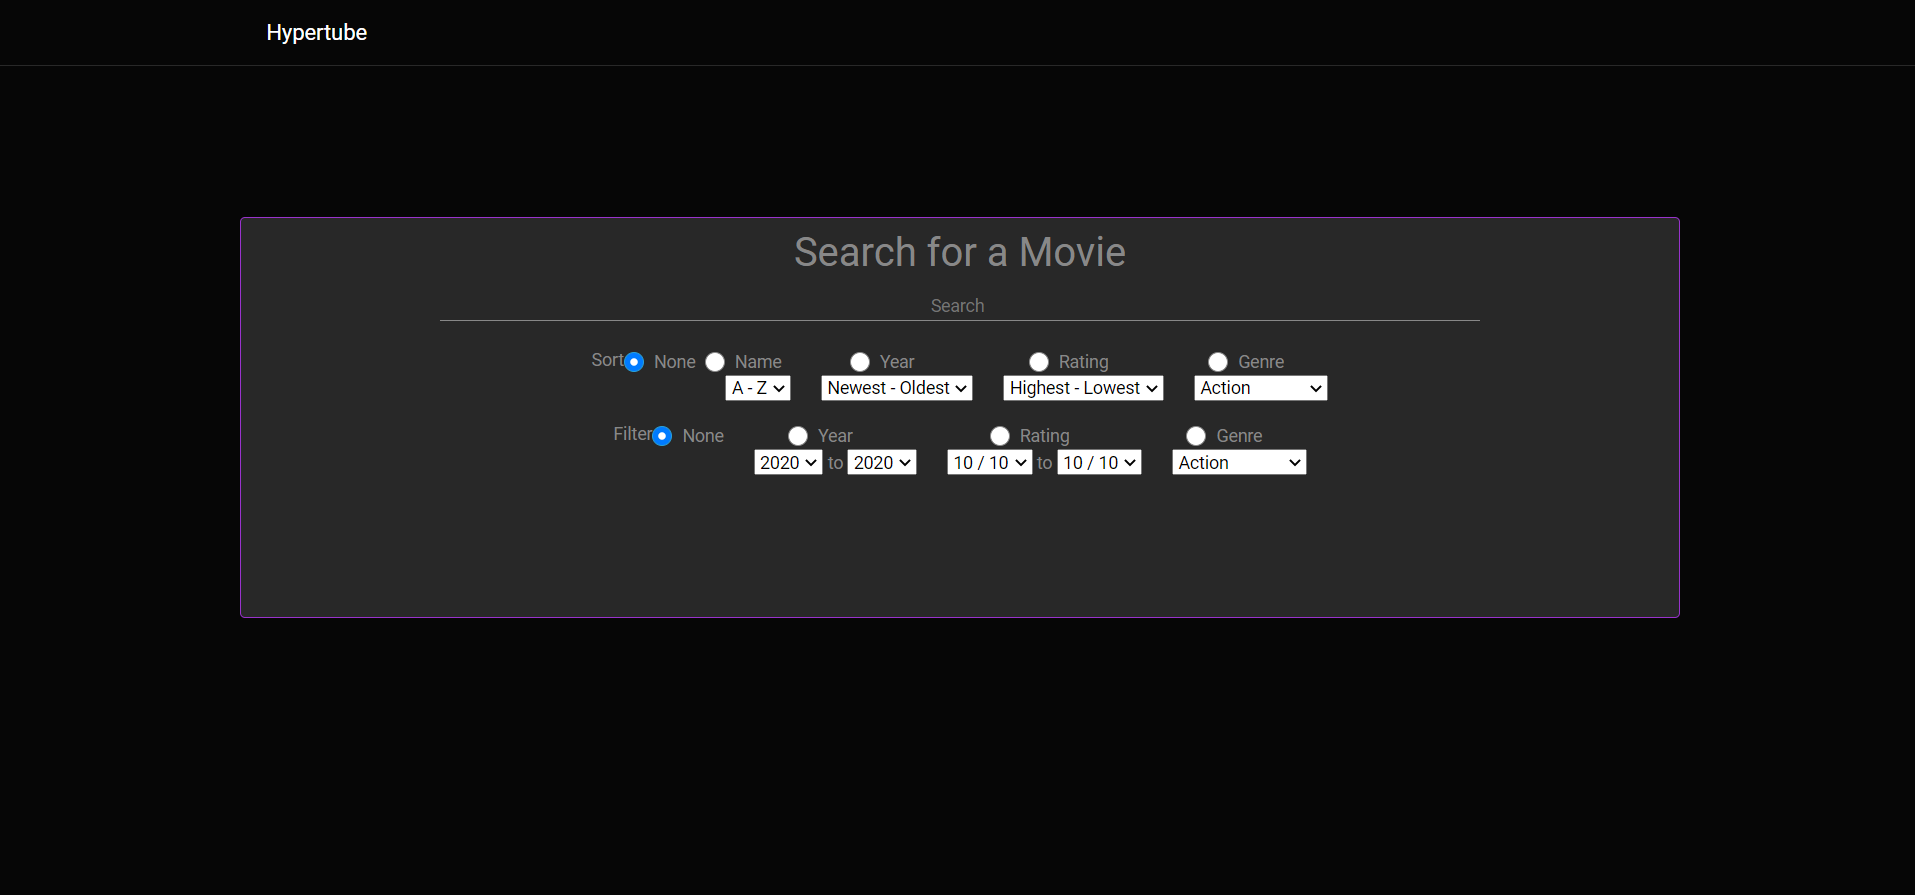 Hypertube
Search for a Movie
Search
Sort None Name Year Rating Genre
A - Z Newest - Oldest Highest - Lowest Action
Filter None Year Rating Genre
2020 to 2020 10 / 10 to 10 / 10 Action